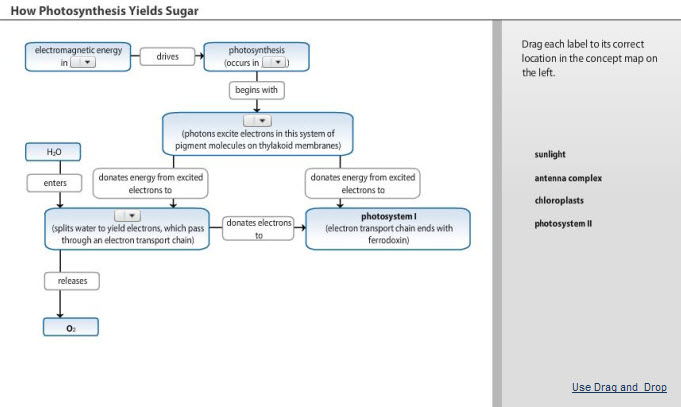 How Photosynthesis Yields Sugar
electromagnetic energy
in
drives
photosynthesis
(occurs in )
begins with
(photons excite electrons in this system of
pigment molecules on thylakoid membranes)
H₂O
enters
donates energy from excited
electrons to
donates energy from excited
electrons to
(splits water to yield electrons, which pass
through an electron transport chain)
donates electrons
to
photosystem I
(electron transport chain ends with
ferrodoxin)
releases
O₂
Drag each label to its correct
location in the concept map on
the left.
sunlight
antenna complex
chloroplasts
photosystem II
Use Drag and Drop